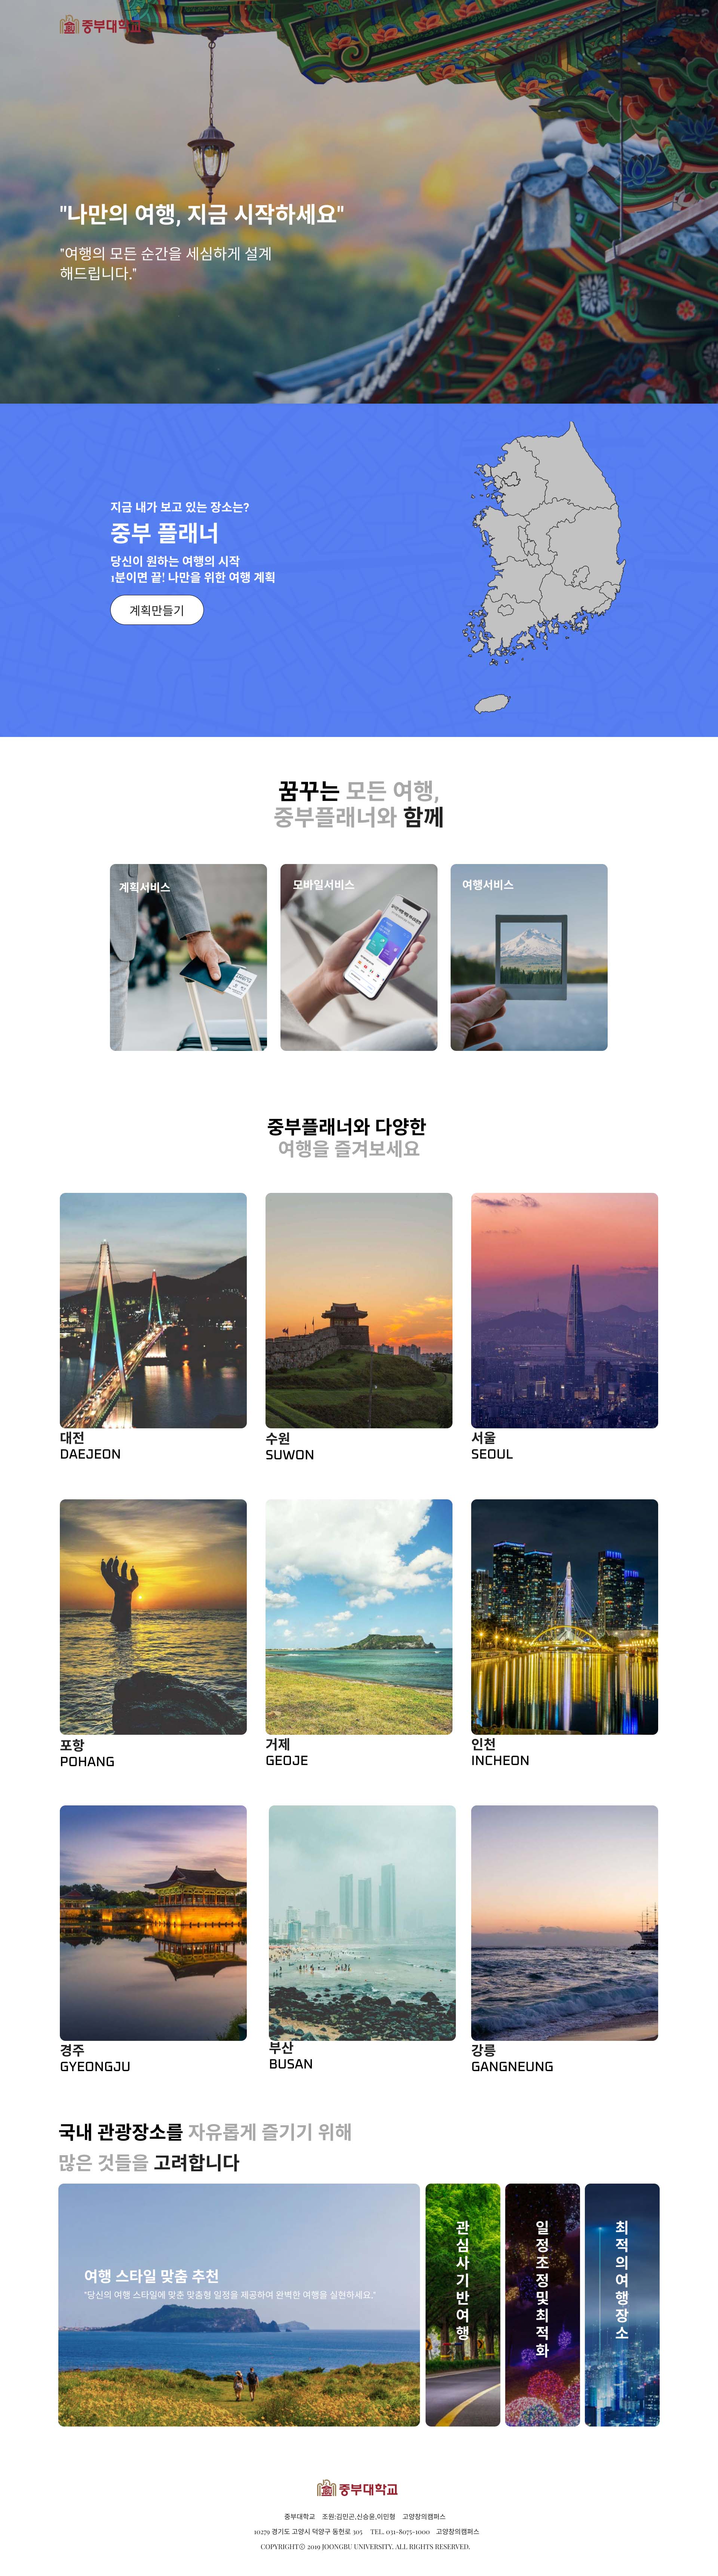 중부대학교
"나만의 여행, 지금 시작하세요"
"여행의 모든 순간을 세심하게 설계
해드립니다."
지금 내가 보고 있는 장소는?
중부 플래너
당신이 원하는 여행의 시작
1분이면 끝! 나만을 위한 여행 계획
계획만들기
꿈꾸는 모든 여행,
중부플래너와 함께
계획서비스
모바일서비스
여행서비스
중부플래너와 다양한
여행을 즐겨보세요
대전
DAEJEON
수원
SUWON
서울
SEOUL
포항
POHANG
거제
GEOJE
인천
INCHEON
경주
GYEONGJU
부산
BUSAN
강릉
GANGNEUNG
국내 관광장소를 자유롭게 즐기기 위해
많은 것들을 고려합니다
여행 스타일 맞춤 추천
"당신의 여행 스타일에 맞춘 맞춤형 일정을 제공하여 완벽한 여행을 실현하세요."
관심사기반여행
일정조정및최적화
최적의여행장소
중부대학교
중부대학교 조원:김민곤,신승윤,이민형 고양창의캠퍼스
10279 경기도 고양시 덕양구 동헌로 305 TEL. 031-8075-1000 고양창의캠퍼스
COPYRIGHTⓒ 2019 JOONGBU UNIVERSITY. ALL RIGHTS RESERVED.